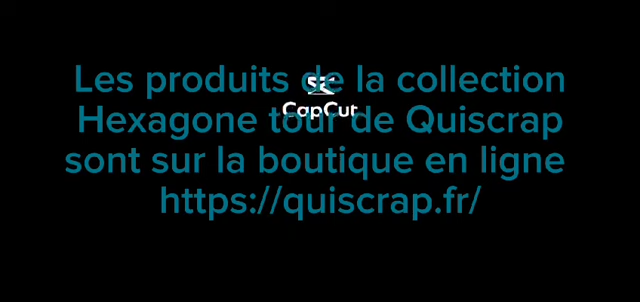 Les produits de la collection
CapCut
Hexagone tour de Quiscrap
sont sur la boutique en ligne
https://quiscrap.fr/